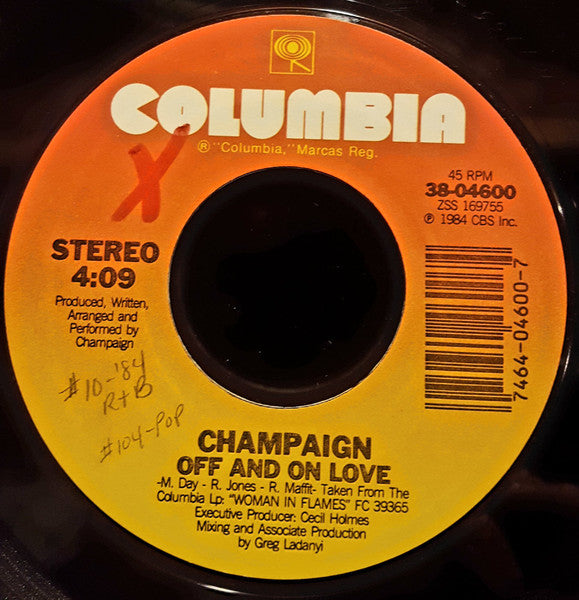 COLUMBIA
® "Columbia," Marcas Reg.
X
45 RPM
38-04600
ZSS 169755
℗ 1984 CBS Inc.
STEREO
4:09
Produced, Written,
Arranged and
Performed by
Champaign
#10-'84
R+B
#104-POP
7464-04600-7
CHAMPAIGN
OFF AND ON LOVE
-M. Day - R. Jones - R. Maffit- Taken From The
Columbia Lp: "WOMAN IN FLAMES" FC 39365
Executive Producer: Cecil Holmes
Mixing and Associate Production
by Greg Ladanyi